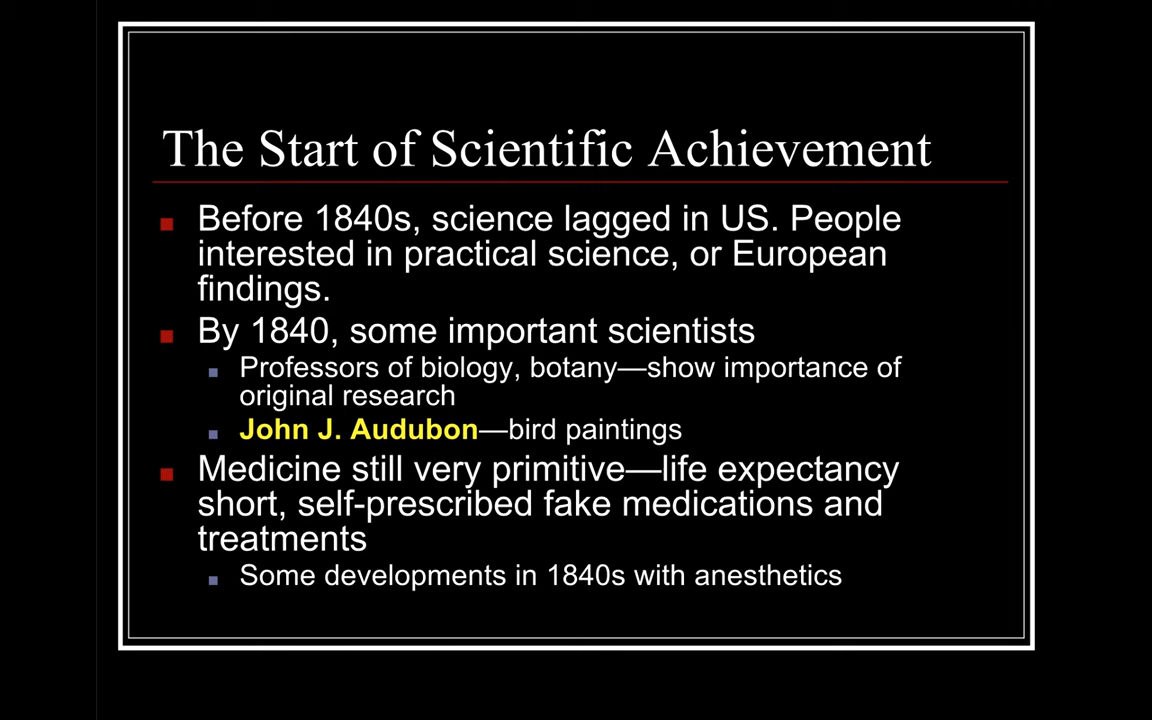 The Start of Scientific Achievement
Before 1840s, science lagged in US. People
interested in practical science, or European
findings.
By 1840, some important scientists
Professors of biology, botany—show importance of
original research
John J. Audubon—bird paintings
Medicine still very primitive—life expectancy
short, self-prescribed fake medications and
treatments
Some developments in 1840s with anesthetics